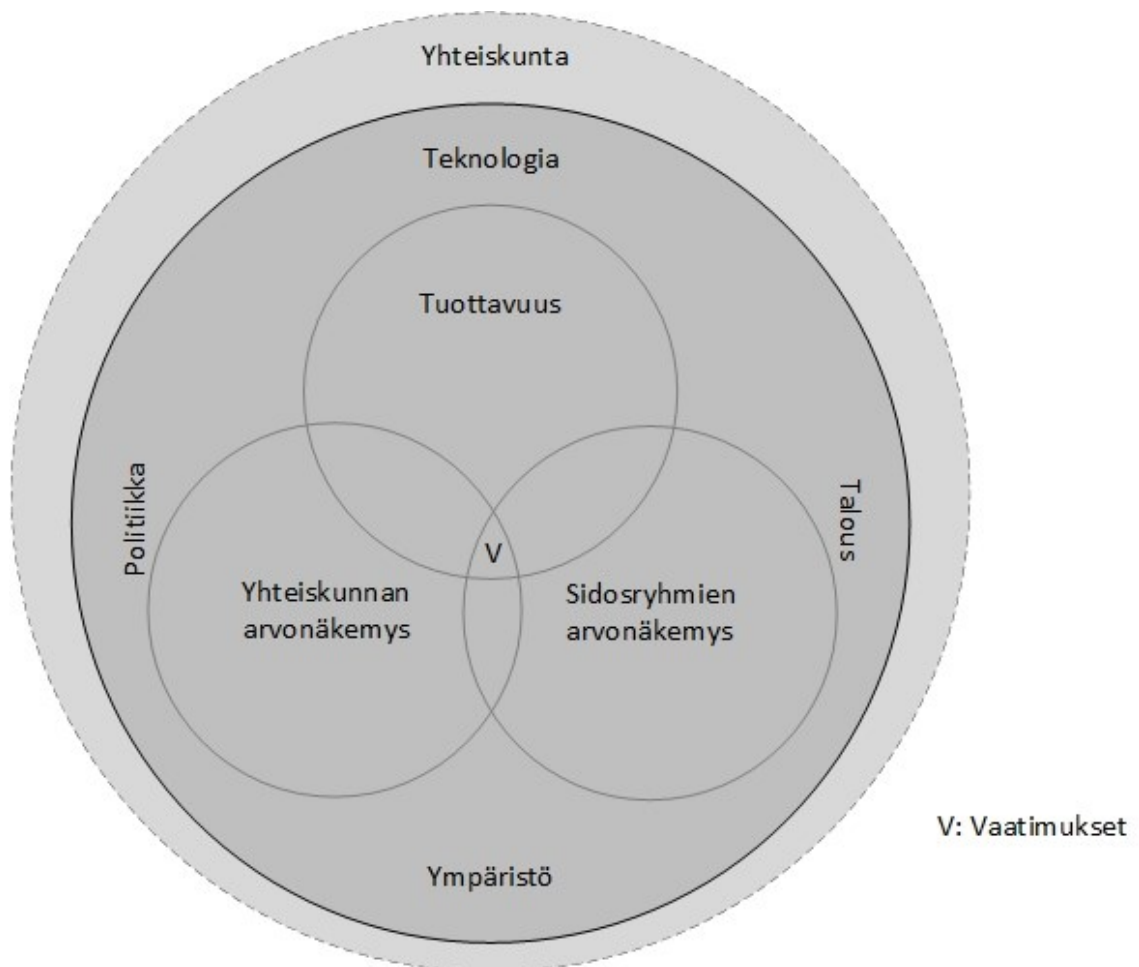 Yhteiskunta
Teknologia
Tuottavuus
Politiikka
Talous
V
Yhteiskunnan
arvonäkemys
Sidosryhmien
arvonäkemys
V: Vaatimukset
Ympäristö